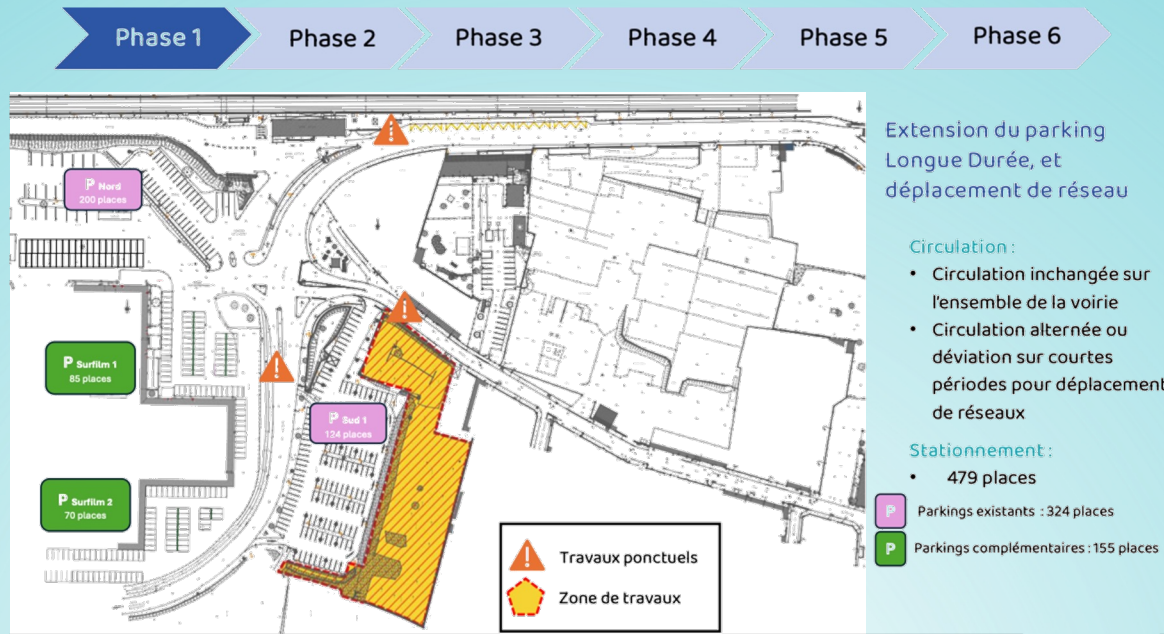 Phase 1
Phase 2
Phase 3
Phase 4
Phase 5
Phase 6
P Nord
200 places
P Surfilm 1
85 places
P Sud 1
124 places
P Surfilm 2
70 places
Travaux ponctuels
Zone de travaux
Extension du parking
Longue Durée, et
déplacement de réseau
Circulation :
• Circulation inchangée sur
l'ensemble de la voirie
• Circulation alternée ou
déviation sur courtes
périodes pour déplacement
de réseaux
Stationnement :
• 479 places
P Parkings existants : 324 places
P Parkings complémentaires : 155 places